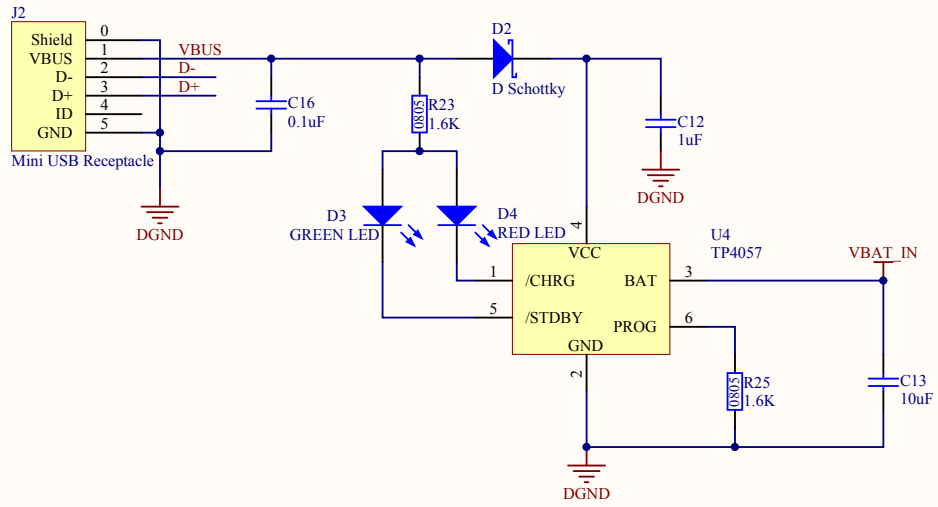 J2
Shield 0
VBUS 1
D- 2
D+ 3
ID 4
GND 5
Mini USB Receptacle
VBUS
D-
D+
DGND
C16
0.1uF
R23
0805
1.6K
D2
D Schottky
C12
1uF
DGND
D3
GREEN LED
D4
RED LED
U4
TP4057
4
VCC
1 /CHRG
5 /STDBY
BAT 3
PROG 6
GND
2
VBAT_IN
R25
0805
1.6K
C13
10uF
DGND